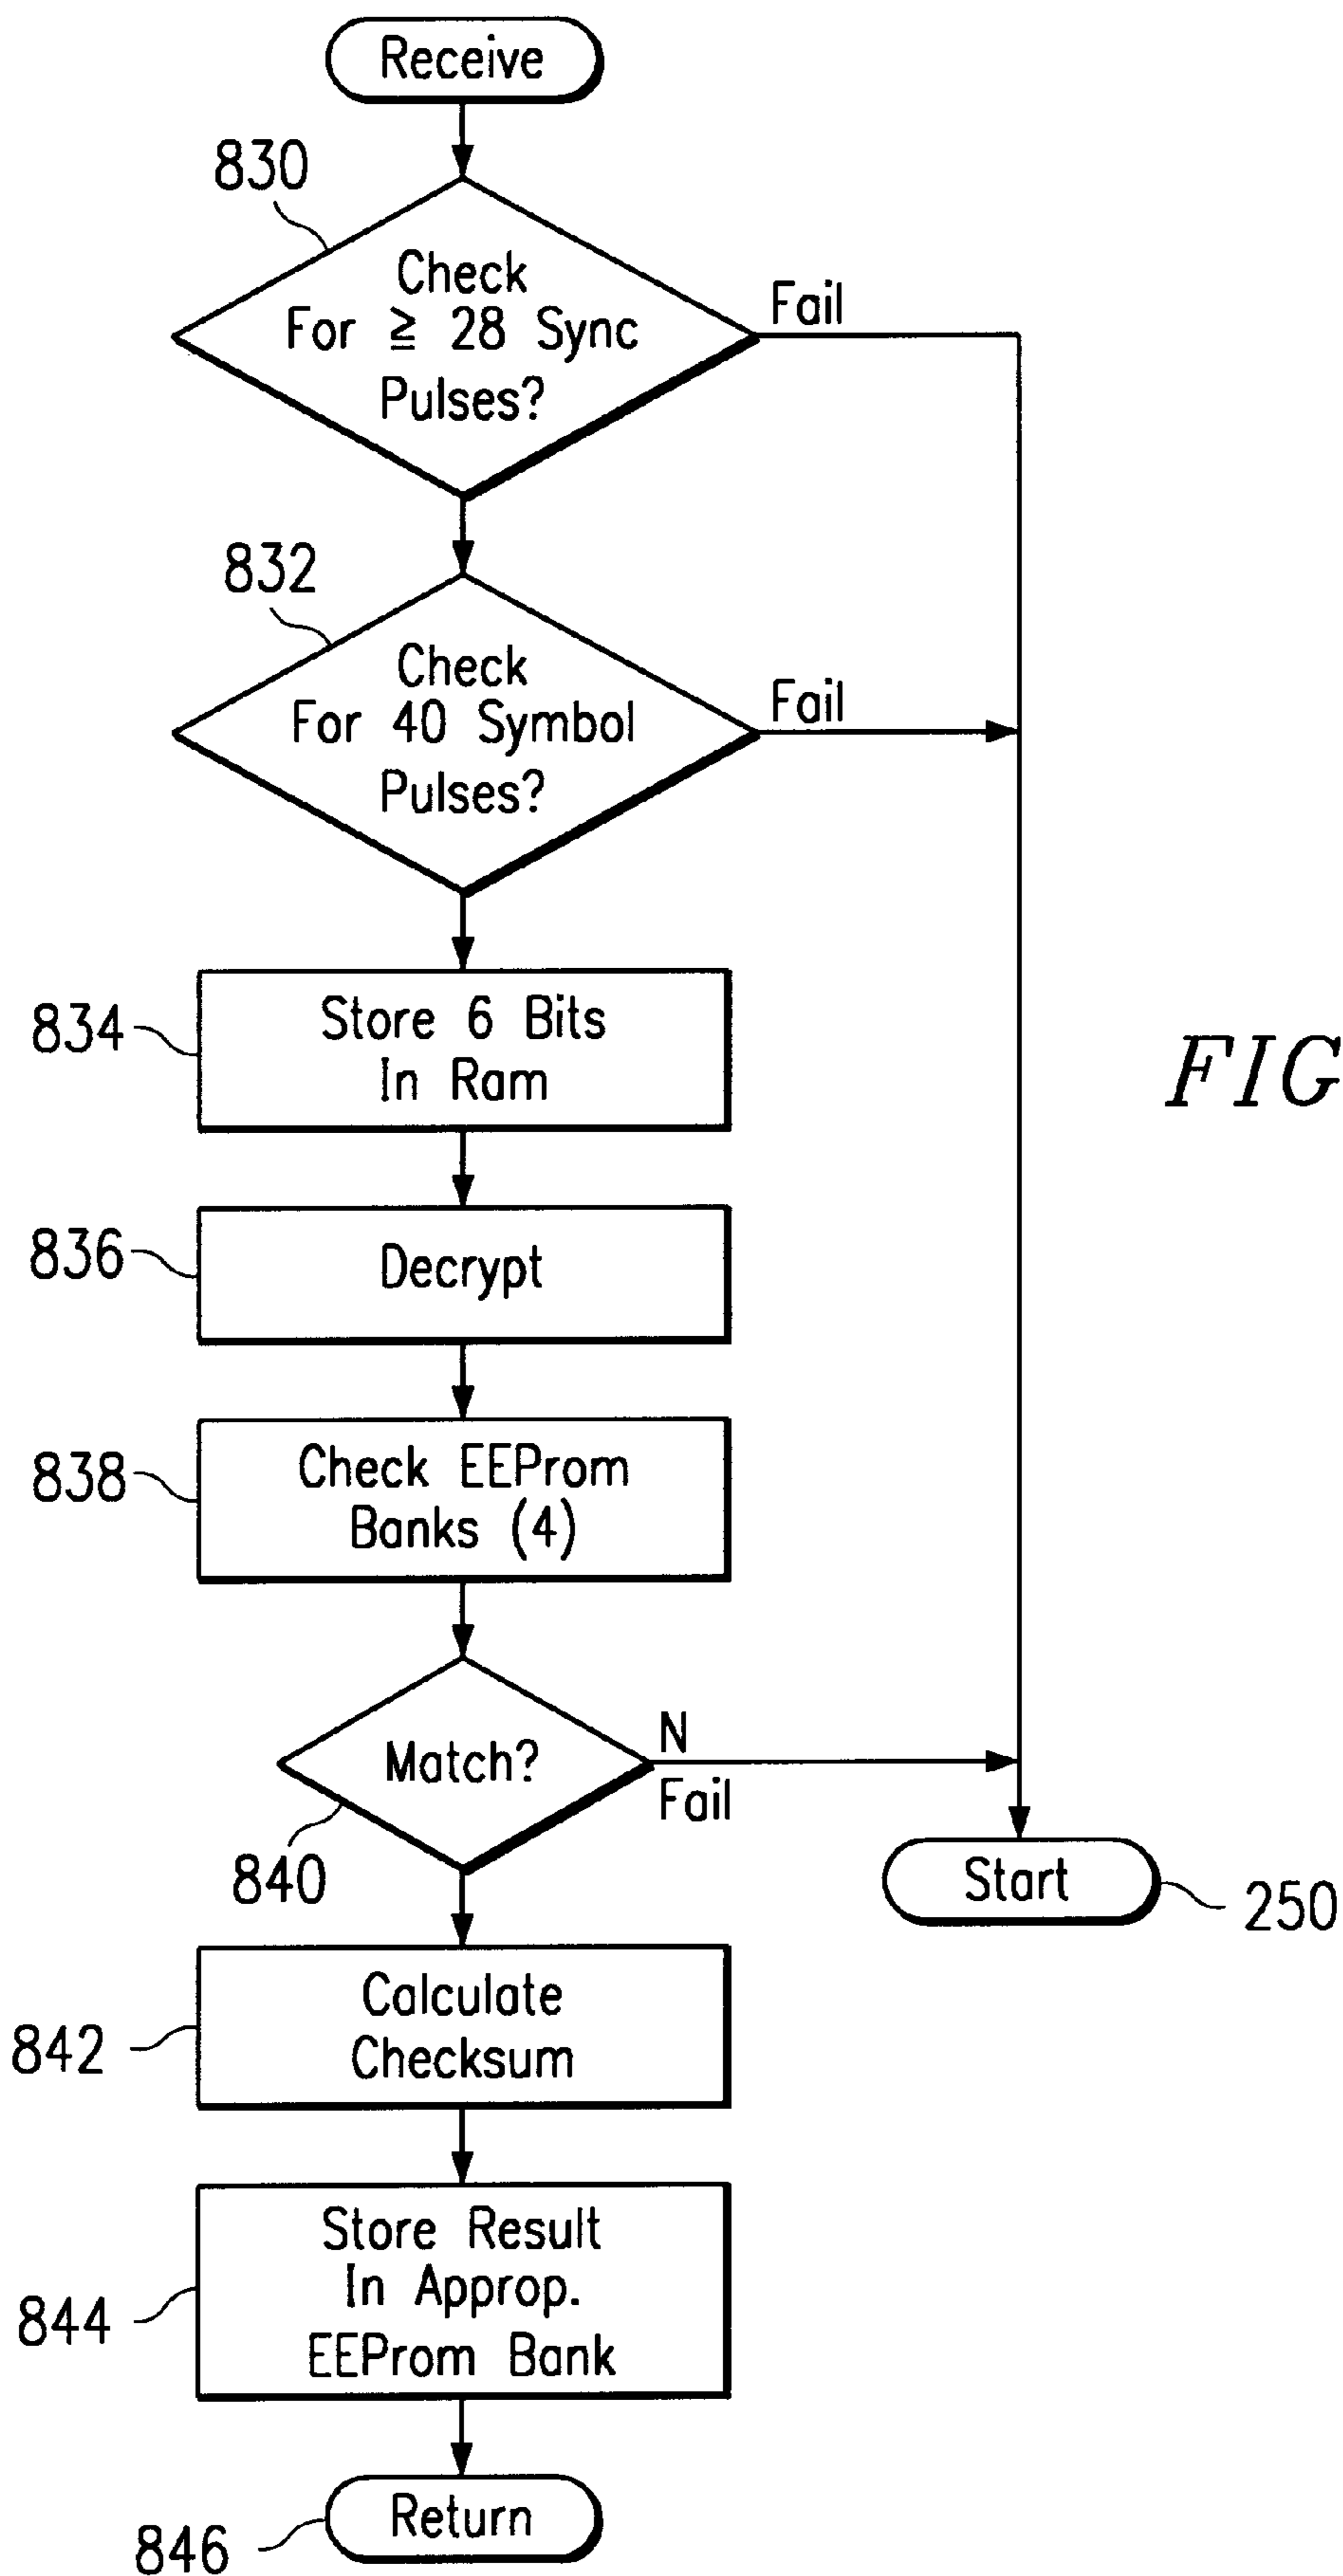 Receive
830
Check
For ≧ 28 Sync
Pulses?
Fail
832
Check
For 40 Symbol
Pulses?
Fail
834
Store 6 Bits
In Ram
FIG
836
Decrypt
838
Check EEProm
Banks (4)
Match?
N
Fail
840
Start
250
842
Calculate
Checksum
844
Store Result
In Approp.
EEProm Bank
Return
846